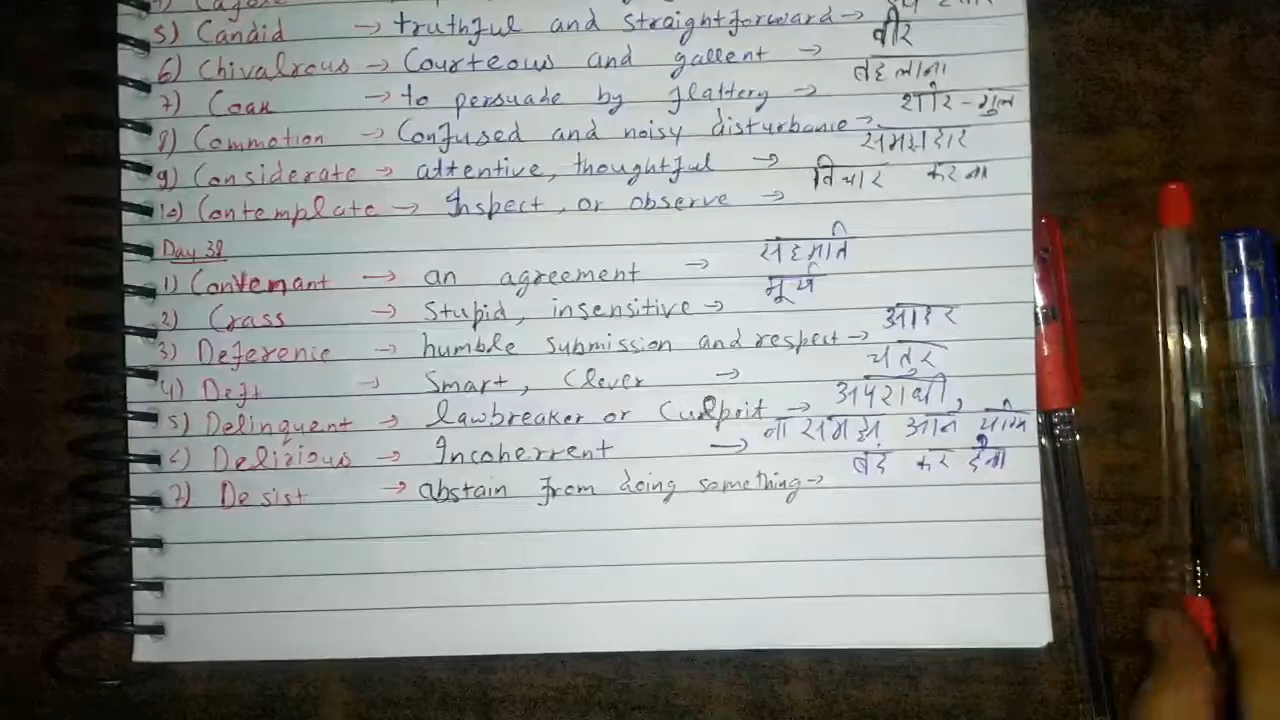 5) Candid → truthful and straightforward →
6) Chivalrous → Courteous and gallent → वीर
7) Coax → to persuade by flattery → बहलाना
8) Commotion → Confused and noisy disturbance → शोर-गुल
9) Considerate → attentive, thoughtful → समझदार
10) Contemplate → Inspect, or observe → विचार करना
Day 38
1) Convenant → an agreement → सहमति
2) Crass → Stupid, insensitive → मूर्ख
3) Deference → humble submission and respect → आदर
4) Deft → Smart, Clever → चतुर
5) Delinquent → lawbreaker or Culprit → अपराधी,
6) Delirious → Incoherrent → ना समझ आने योग्य
7) Desist → abstain from doing something → बंद कर देना